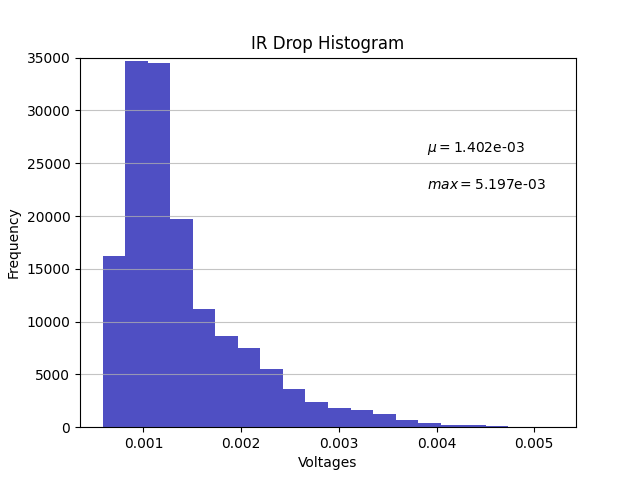 IR Drop Histogram
35000
30000
25000
20000
15000
10000
5000
0
Frequency
μ = 1.402e-03
max = 5.197e-03
0.001 0.002 0.003 0.004 0.005
Voltages